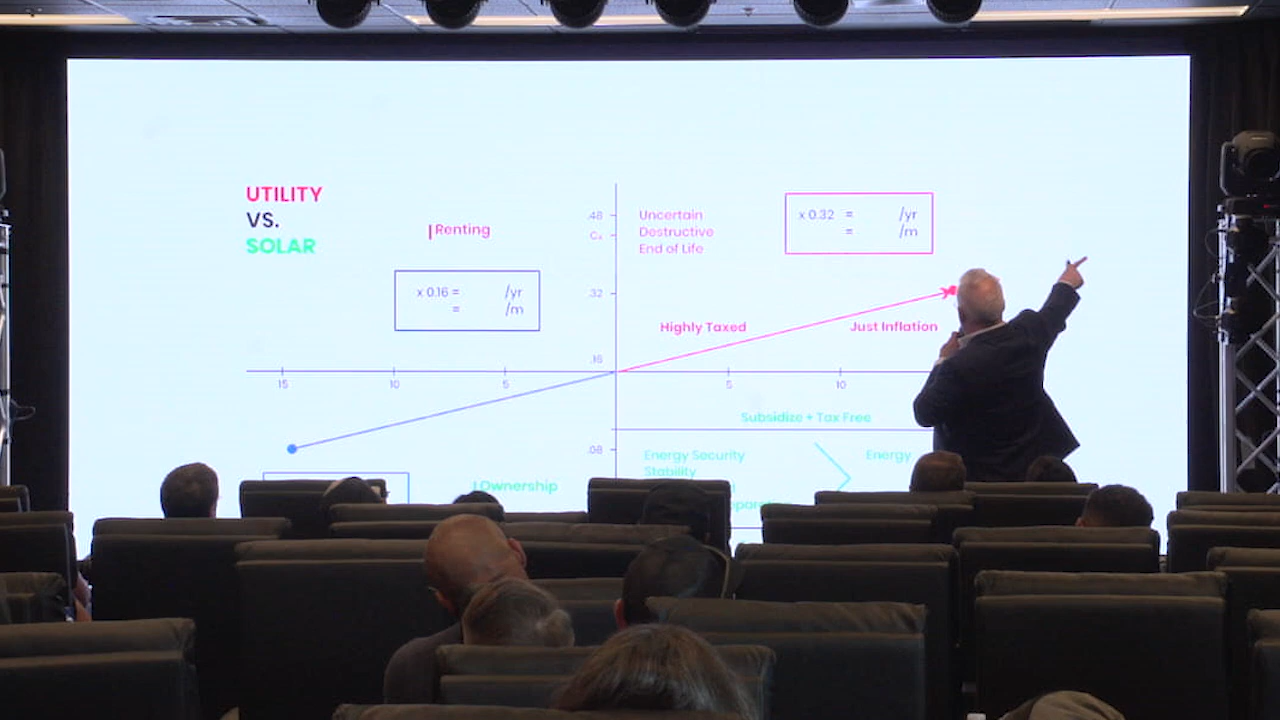 UTILITY
VS.
SOLAR
Renting
x 0.16 = /yr
= /m
.48
C
.32
.16
.08
Uncertain
Destructive
End of Life
x 0.32 = /yr
= /m
Highly Taxed
Just Inflation
15
10
5
5
10
Subsidize + Tax Free
Energy Security
Stability
Energy
Ownership